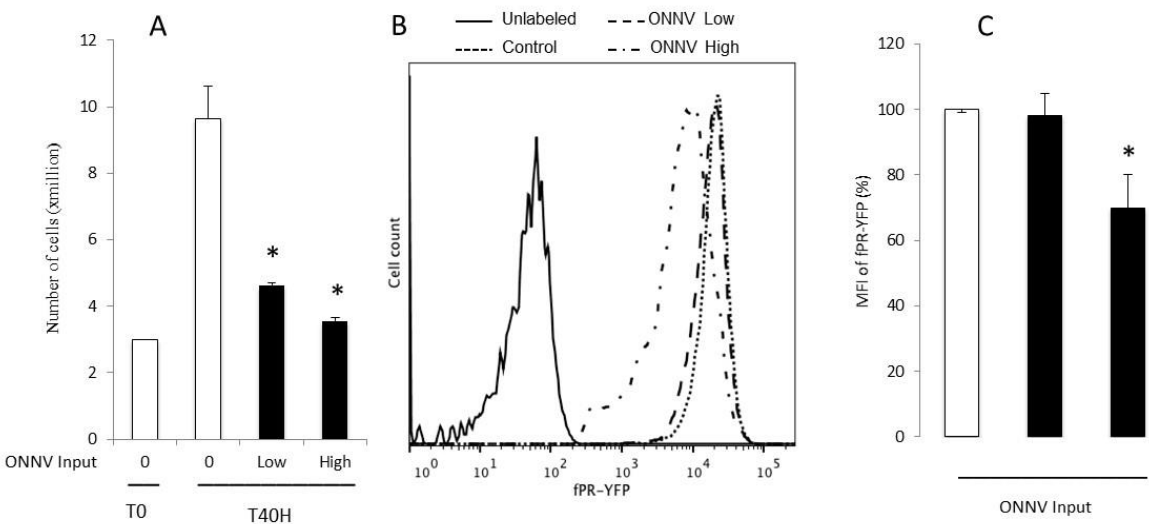 A
Number of cells (xmillion)
12
10
8
6
4
2
0
*
*
ONNV Input 0 0 Low High
T0 T40H
B
Unlabeled ONNV Low
Control ONNV High
Cell count
10^0 10^1 10^2 10^3 10^4 10^5
fPR-YFP
C
MFI of fPR-YFP (%)
120
100
80
60
40
20
0
*
ONNV Input